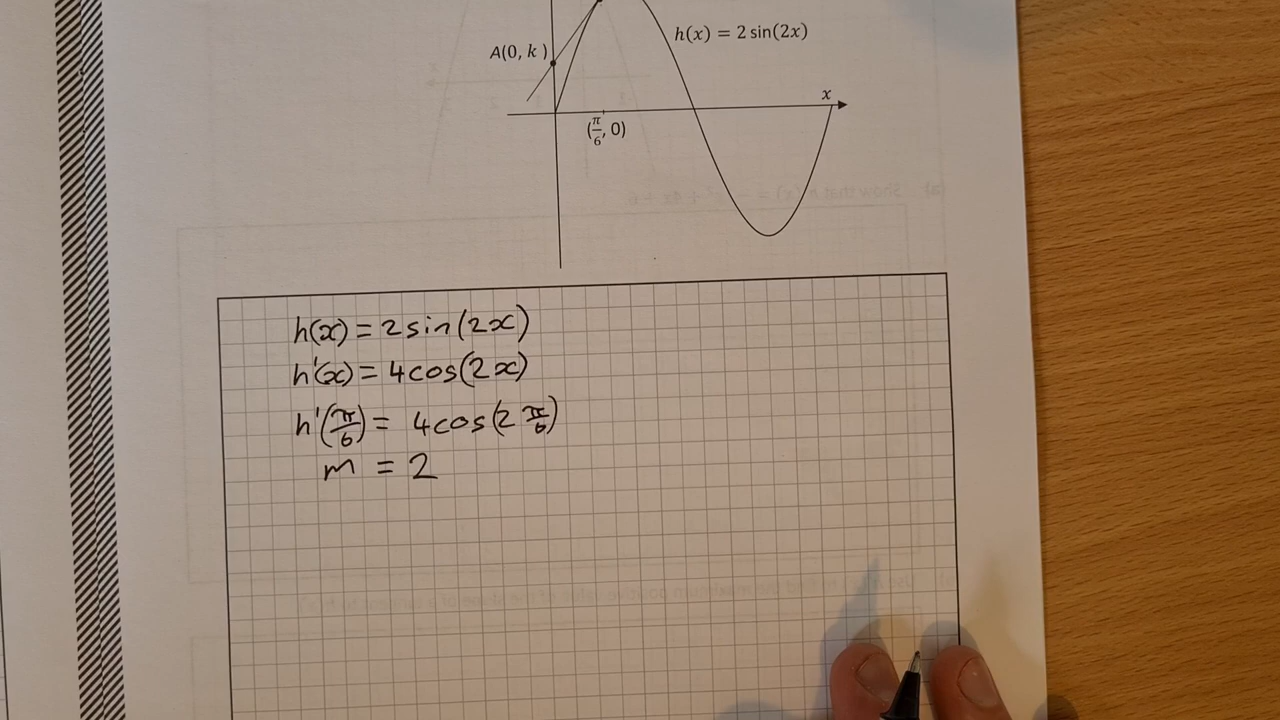 h(x) = 2 sin(2x)
A(0, k )
x
(π/6, 0)
h(x) = 2sin(2x)
h'(x) = 4cos(2x)
h'(π/6) = 4cos(2 π/6)
m = 2